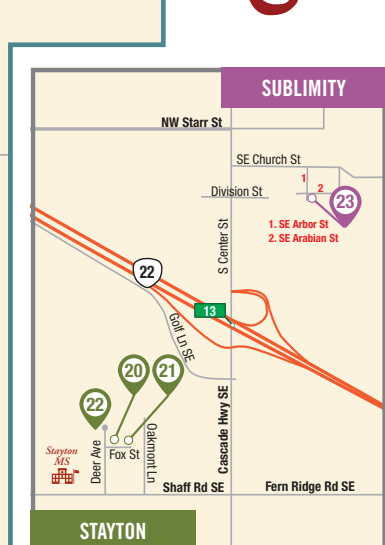 SUBLIMITY
NW Starr St
SE Church St
1
2
Division St
23
1. SE Arbor St
2. SE Arabian St
S Center St
22
13
Golf Ln SE
20
21
22
Stayton
MS
Deer Ave
Fox St
Oakmont Ln
Cascade Hwy SE
Shaff Rd SE
Fern Ridge Rd SE
STAYTON